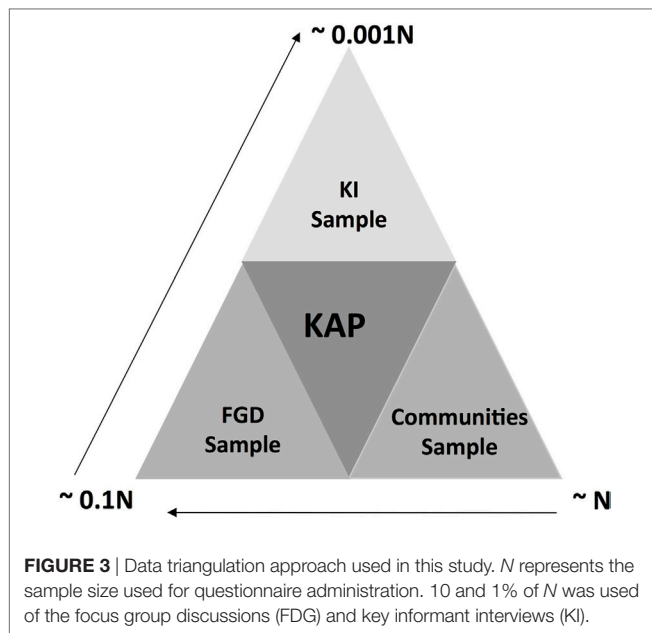 ~ 0.001N
KI
Sample
KAP
FGD
Sample
Communities
Sample
~ 0.1N
~ N
FIGURE 3 | Data triangulation approach used in this study. N represents the
sample size used for questionnaire administration. 10 and 1% of N was used
of the focus group discussions (FDG) and key informant interviews (KI).